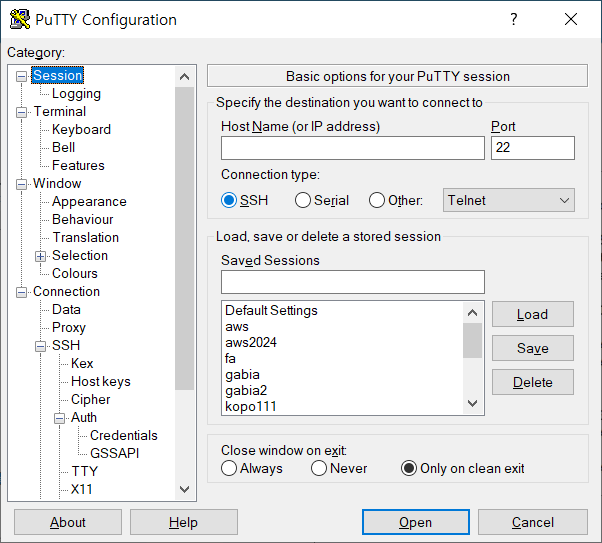 PuTTY Configuration
?
Category:
Session
Logging
Terminal
Keyboard
Bell
Features
Window
Appearance
Behaviour
Translation
Selection
Colours
Connection
Data
Proxy
SSH
Kex
Host keys
Cipher
Auth
Credentials
GSSAPI
TTY
X11
Basic options for your PuTTY session
Specify the destination you want to connect to
Host Name (or IP address) Port
22
Connection type:
SSH Serial Other: Telnet
Load, save or delete a stored session
Saved Sessions
Default Settings
aws
aws2024
fa
gabia
gabia2
kopo111
Load
Save
Delete
Close window on exit:
Always Never Only on clean exit
About Help Open Cancel